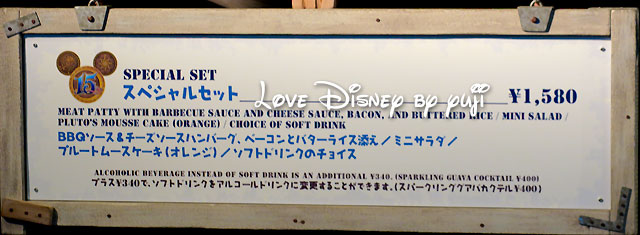 15
SPECIAL SET
スペシャルセット ¥1,580
Love Disney by yuji
MEAT PATTY WITH BARBECUE SAUCE AND CHEESE SAUCE, BACON, AND BUTTERED RICE / MINI SALAD /
PLUTO'S MOUSSE CAKE (ORANGE) / CHOICE OF SOFT DRINK
BBQソース&チーズソースハンバーグ、ベーコンとバターライス添え／ミニサラダ／
プルートムースケーキ(オレンジ)／ソフトドリンクのチョイス
ALCOHOLIC BEVERAGE INSTEAD OF SOFT DRINK IS AN ADDITIONAL ¥340. (SPARKLING GUAVA COCKTAIL ¥400)
プラス¥340で、ソフトドリンクをアルコールドリンクに変更することができます。(スパークリンググアバカクテル¥400)